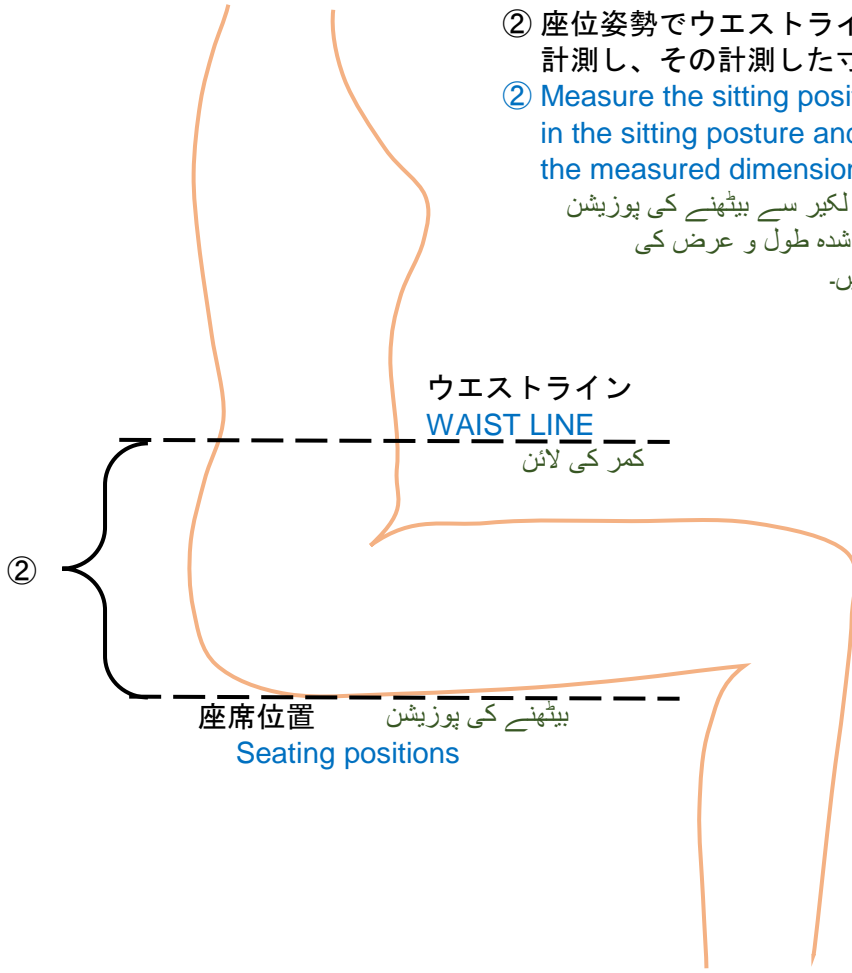 ② 座位姿勢でウエストライ
計測し、その計測した
② Measure the sitting posi
in the sitting posture and
the measured dimension
لکیر سے بیٹھنے کی پوزیشن
شدہ طول و عرض کی
یں۔
ウエストライン
WAIST LINE
کمر کی لائن
②
座席位置 بیٹھنے کی پوزیشن
Seating positions